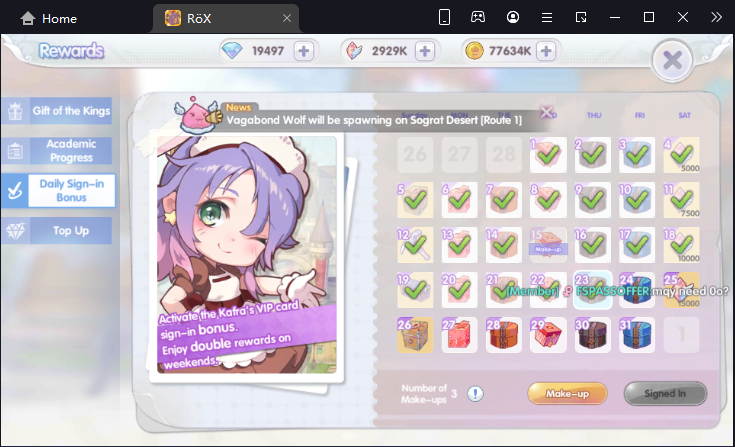 Home
RöX
Rewards
19497
2929K
77634K
News
Vagabond Wolf will be spawning on Sograt Desert [Route 1]
Gift of the Kings
Academic
Progress
Daily Sign-in
Bonus
Top Up
THU
FRI
SAT
26 27 28 1 2 3 4
5000
5 6 7 8 9 10 11
7500
12 13 14 15 16 17 18
Make-up
10000
19 20 21 22 23 24 25
[Member] FSPASSOFFER mqy need 0o?
15000
26 27 28 29 30 31 1
Activate the Kafra's VIP card
sign-in bonus.
Enjoy double rewards on
weekends.
Number of
Make-ups 3
Make-up
Signed In